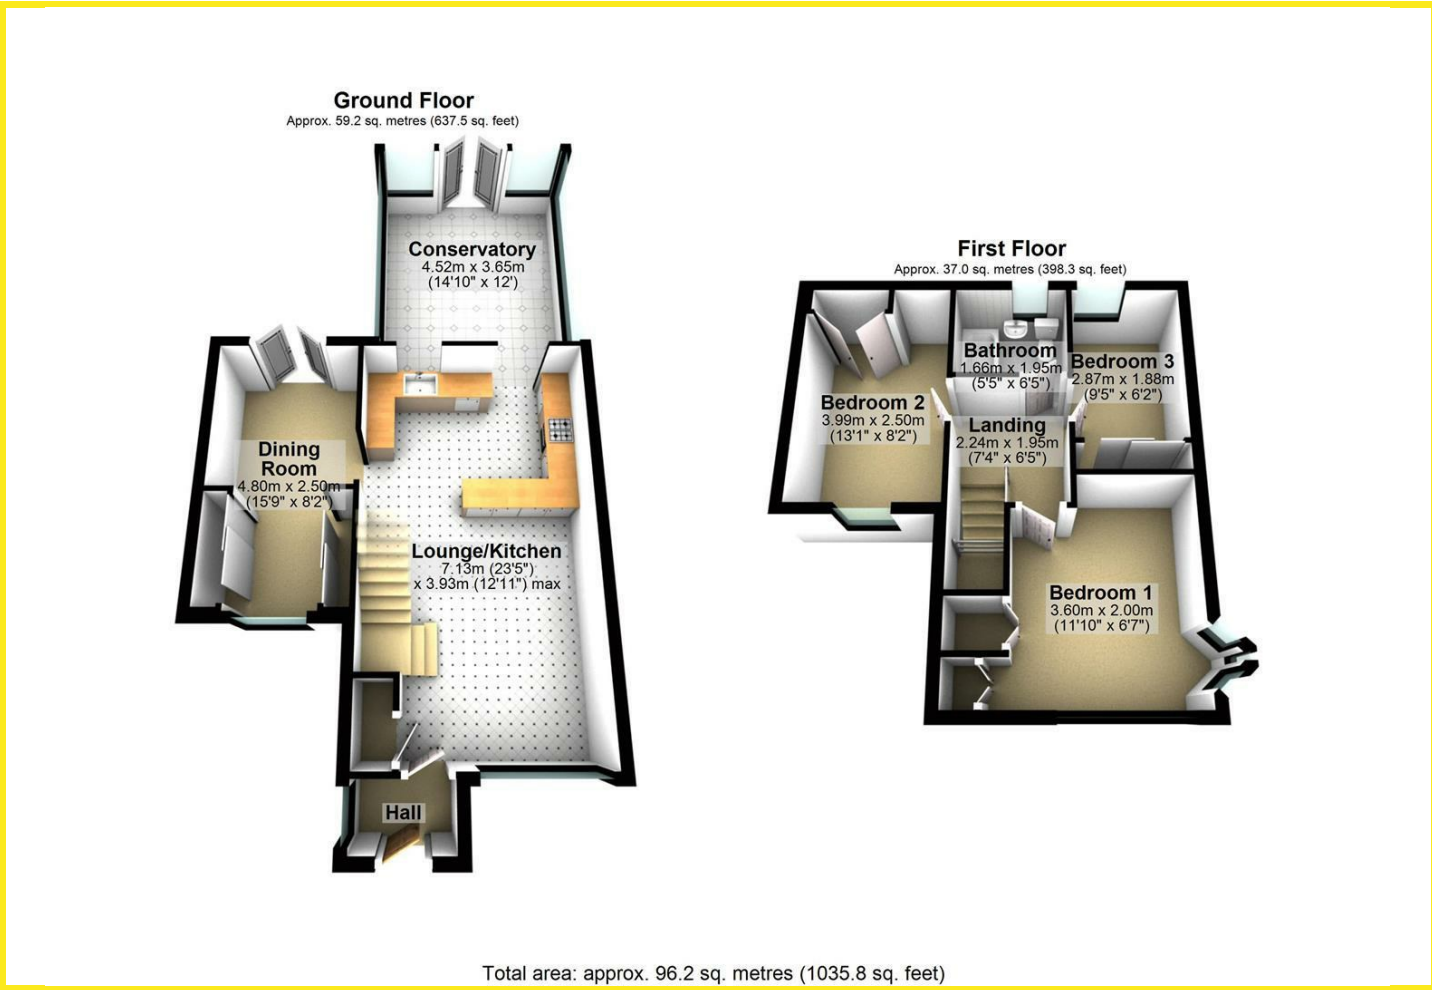 Ground Floor
Approx. 59.2 sq. metres (637.5 sq. feet)
Conservatory
4.52m x 3.65m
(14'10" x 12')
Dining
Room
4.80m x 2.50m
(15'9" x 8'2")
Lounge/Kitchen
7.13m (23'5")
x 3.93m (12'11") max
Hall
First Floor
Approx. 37.0 sq. metres (398.3 sq. feet)
Bathroom
1.66m x 1.95m
(5'5" x 6'5")
Bedroom 3
2.87m x 1.88m
(9'5" x 6'2")
Bedroom 2
3.99m x 2.50m
(13'1" x 8'2")
Landing
2.24m x 1.95m
(7'4" x 6'5")
Bedroom 1
3.60m x 2.00m
(11'10" x 6'7")
Total area: approx. 96.2 sq. metres (1035.8 sq. feet)